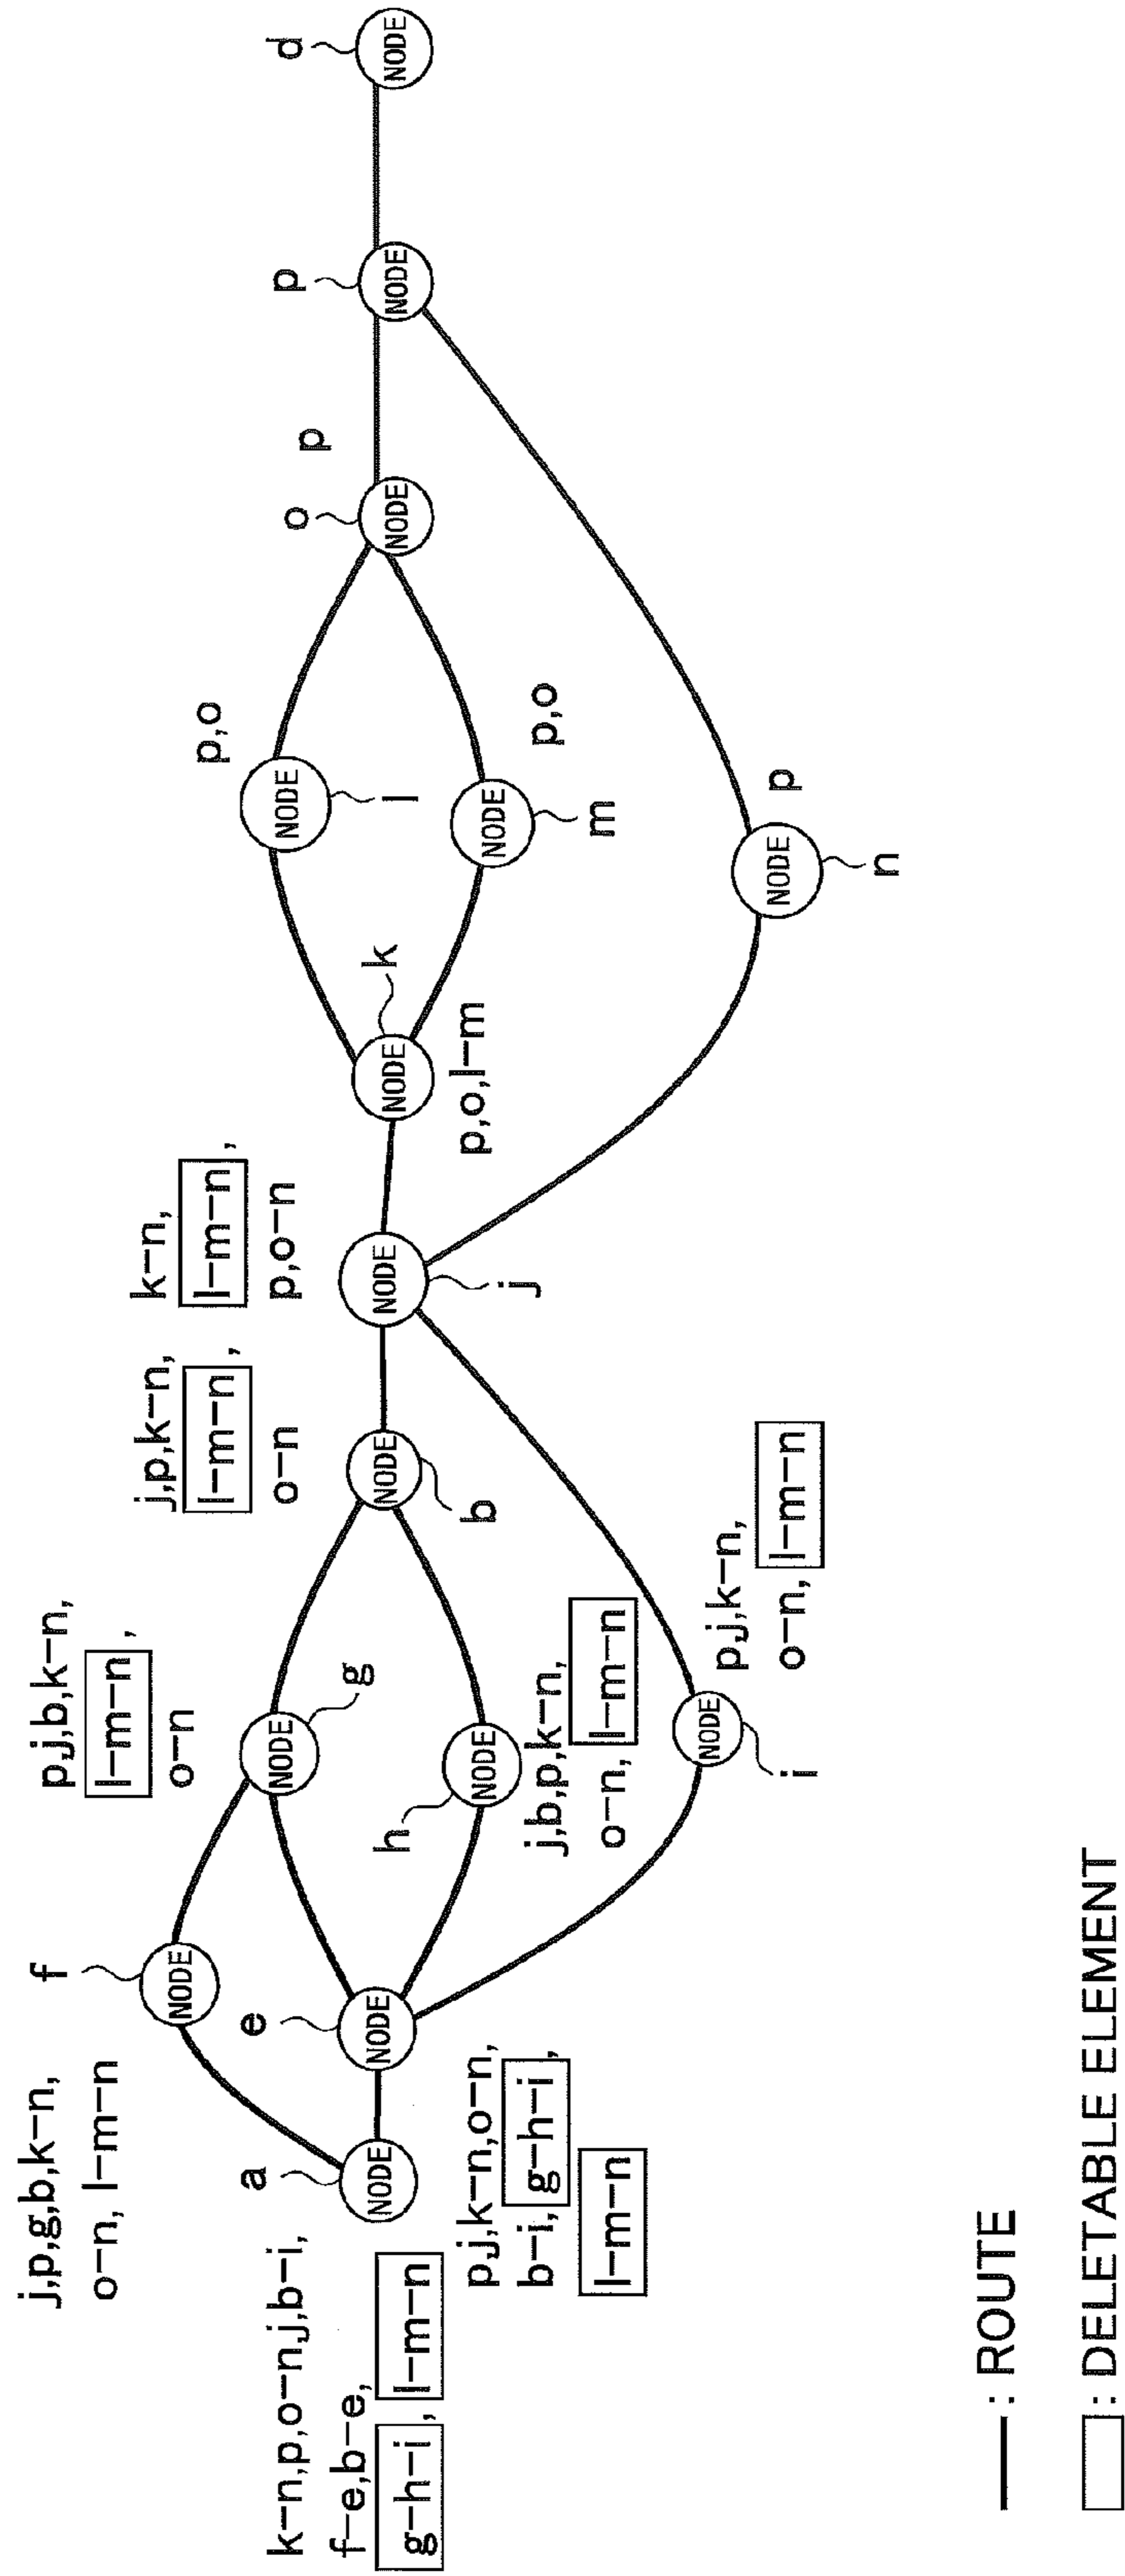 j,p,g,b,k-n,
o-n, l-m-n
f
NODE
p,j,b,k-n,
l-m-n,
o-n
j,p,k-n,
l-m-n,
o-n
k-n,
l-m-n,
p,o-n
p,o
NODE
l
a
NODE
e
NODE
NODE
g
h
NODE
NODE
b
NODE
j
NODE
k
p,o,l-m
NODE
m
p,o
o
NODE
p
p
NODE
d
NODE
k-n,p,o-n,j,b-i,
f-e,b-e,
g-h-i, l-m-n
p,j,k-n,o-n,
b-i, g-h-i,
l-m-n
j,b,p,k-n,
o-n, l-m-n
NODE
i
p,j,k-n,
o-n, l-m-n
NODE
n
p
: ROUTE
: DELETABLE ELEMENT